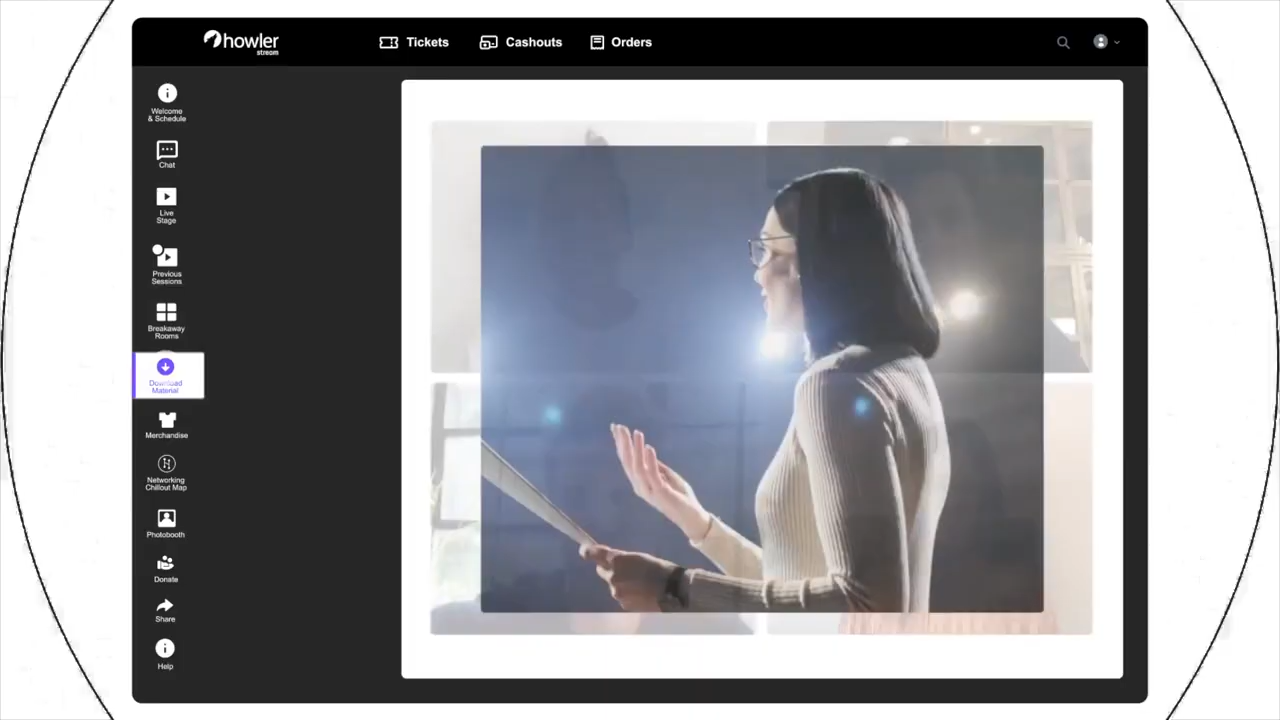 howler
stream
Tickets
Cashouts
Orders
Welcome
& Schedule
Chat
Live
Stage
Previous
Sessions
Breakaway
Rooms
Download
Material
Merchandise
Networking
Chillout Map
Photobooth
Donate
Share
Help